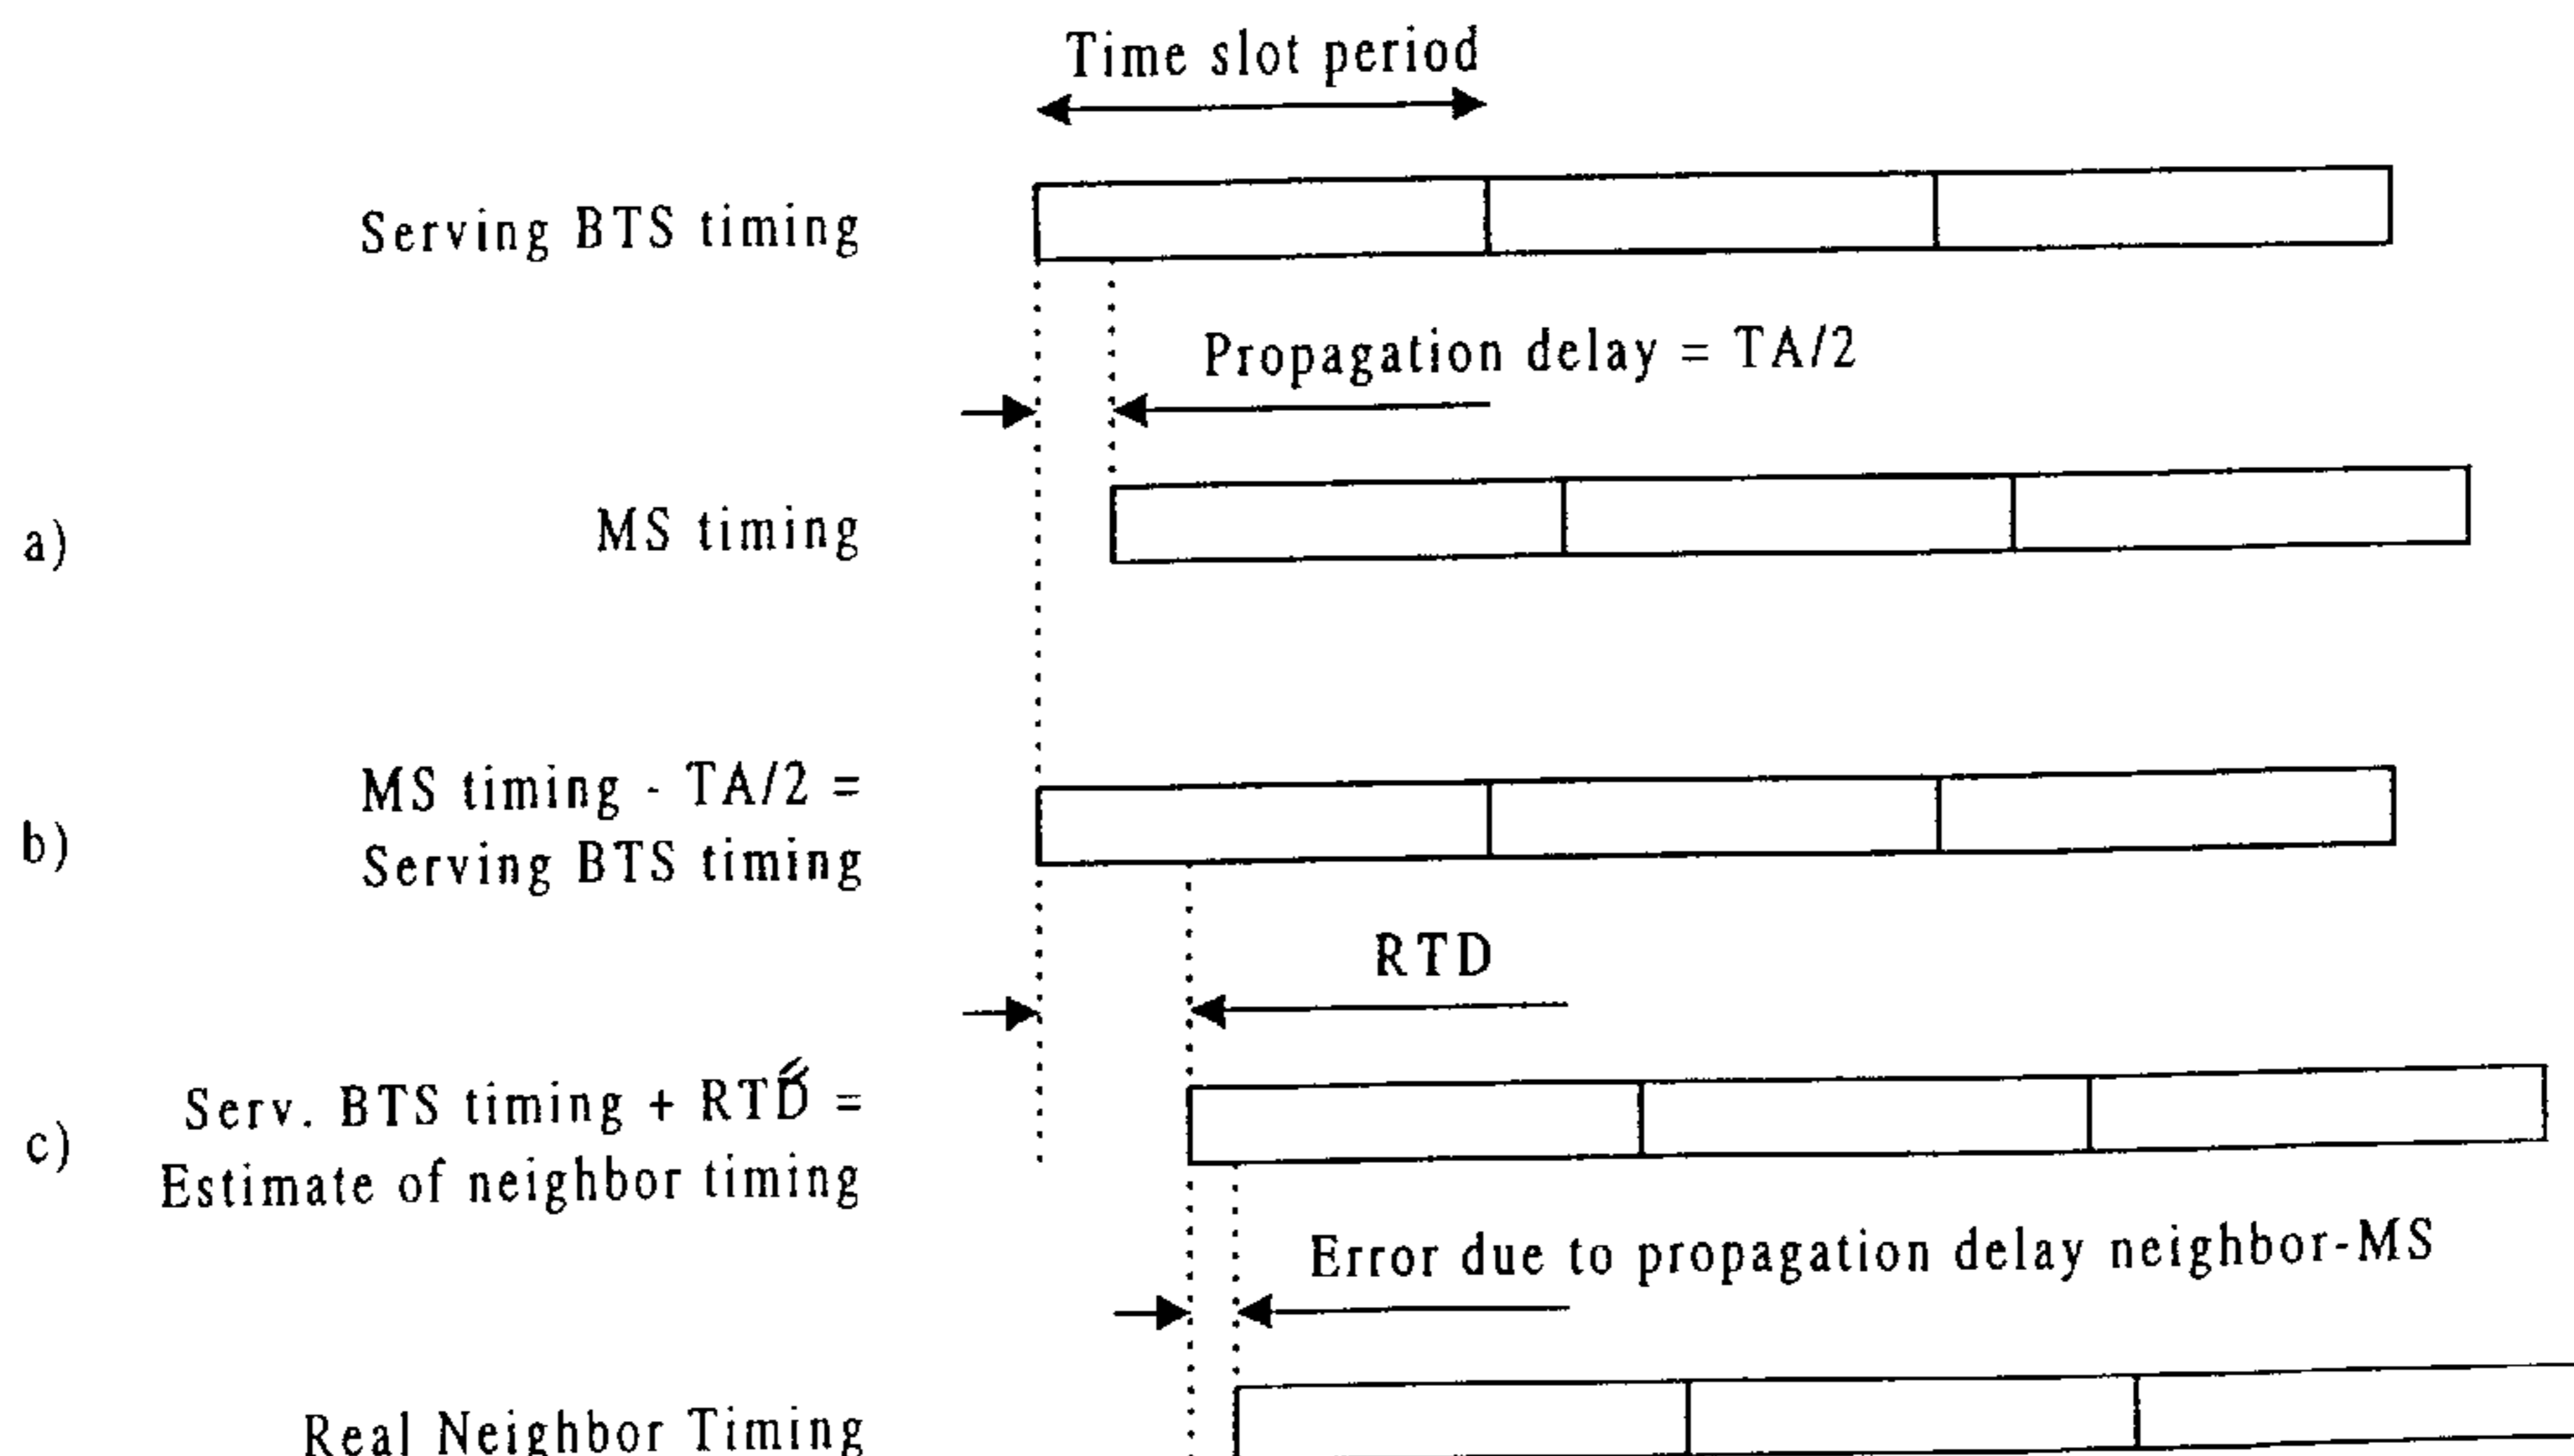 Time slot period
Serving BTS timing
Propagation delay = TA/2
a)
MS timing
b)
MS timing - TA/2 =
Serving BTS timing
RTD
c)
Serv. BTS timing + RTD =
Estimate of neighbor timing
Error due to propagation delay neighbor-MS
Real Neighbor Timing